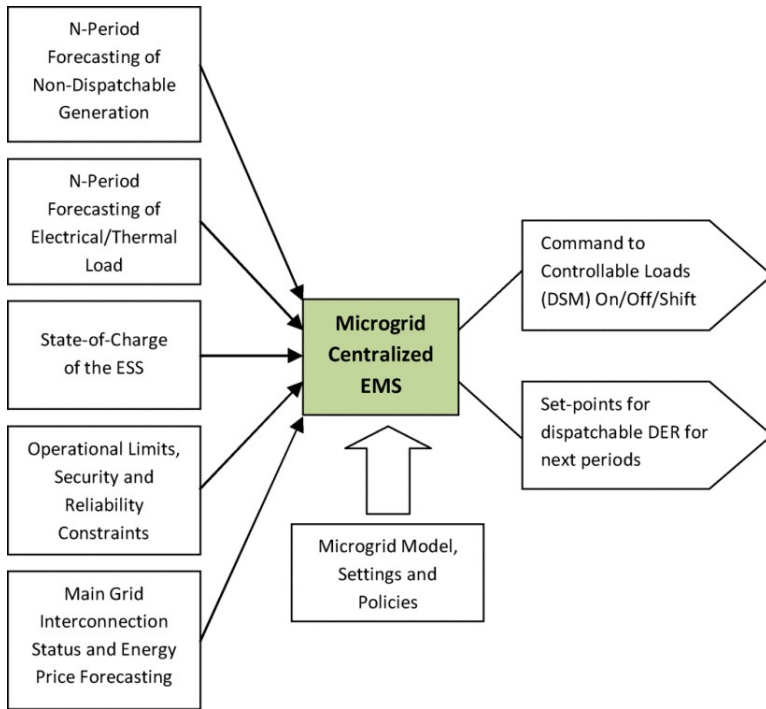 N-Period
Forecasting of
Non-Dispatchable
Generation
N-Period
Forecasting of
Electrical/Thermal
Load
State-of-Charge
of the ESS
Operational Limits,
Security and
Reliability
Constraints
Main Grid
Interconnection
Status and Energy
Price Forecasting
Microgrid
Centralized
EMS
Microgrid Model,
Settings and
Policies
Command to
Controllable Loads
(DSM) On/Off/Shift
Set-points for
dispatchable DER for
next periods